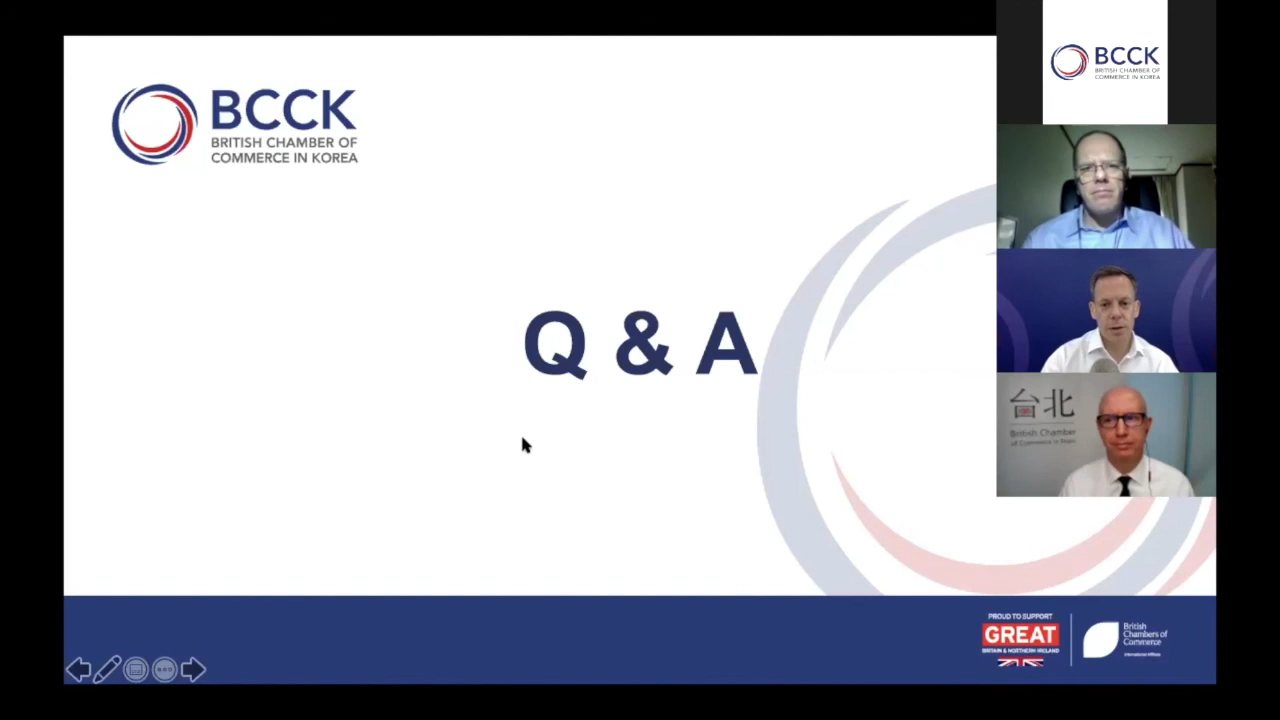 BCCK
BRITISH CHAMBER OF
COMMERCE IN KOREA
Q & A
BCCK
BRITISH CHAMBER OF
COMMERCE IN KOREA
台北
British Chamber
of Commerce in Taipei
PROUD TO SUPPORT
GREAT
BRITAIN & NORTHERN IRELAND
British
Chambers of
Commerce